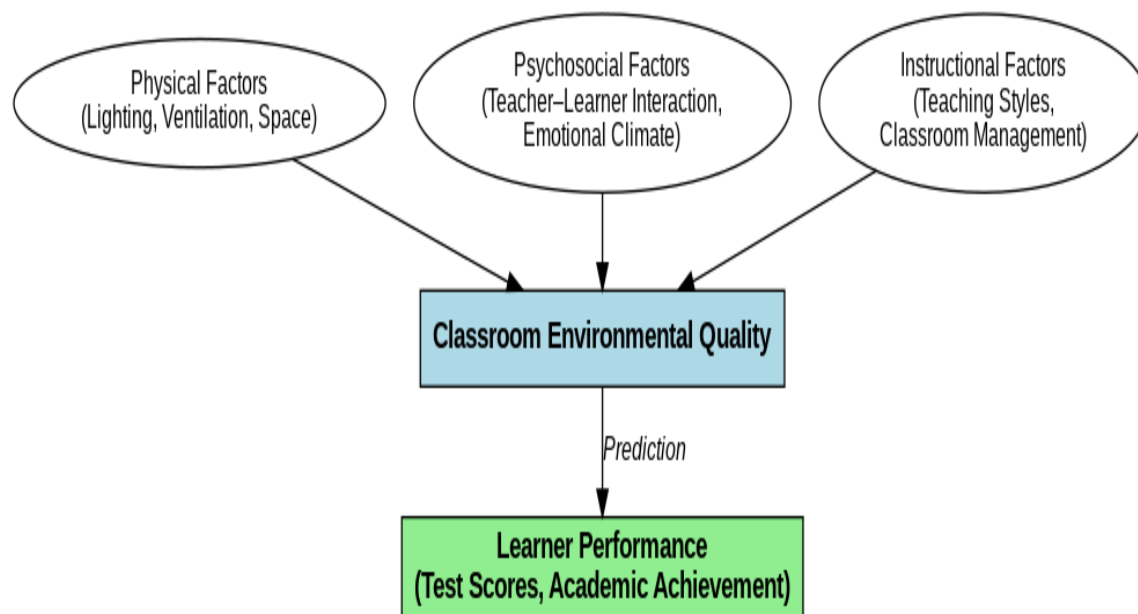 Physical Factors
(Lighting, Ventilation, Space)
Psychosocial Factors
(Teacher–Learner Interaction,
Emotional Climate)
Instructional Factors
(Teaching Styles,
Classroom Management)
Classroom Environmental Quality
Prediction
Learner Performance
(Test Scores, Academic Achievement)